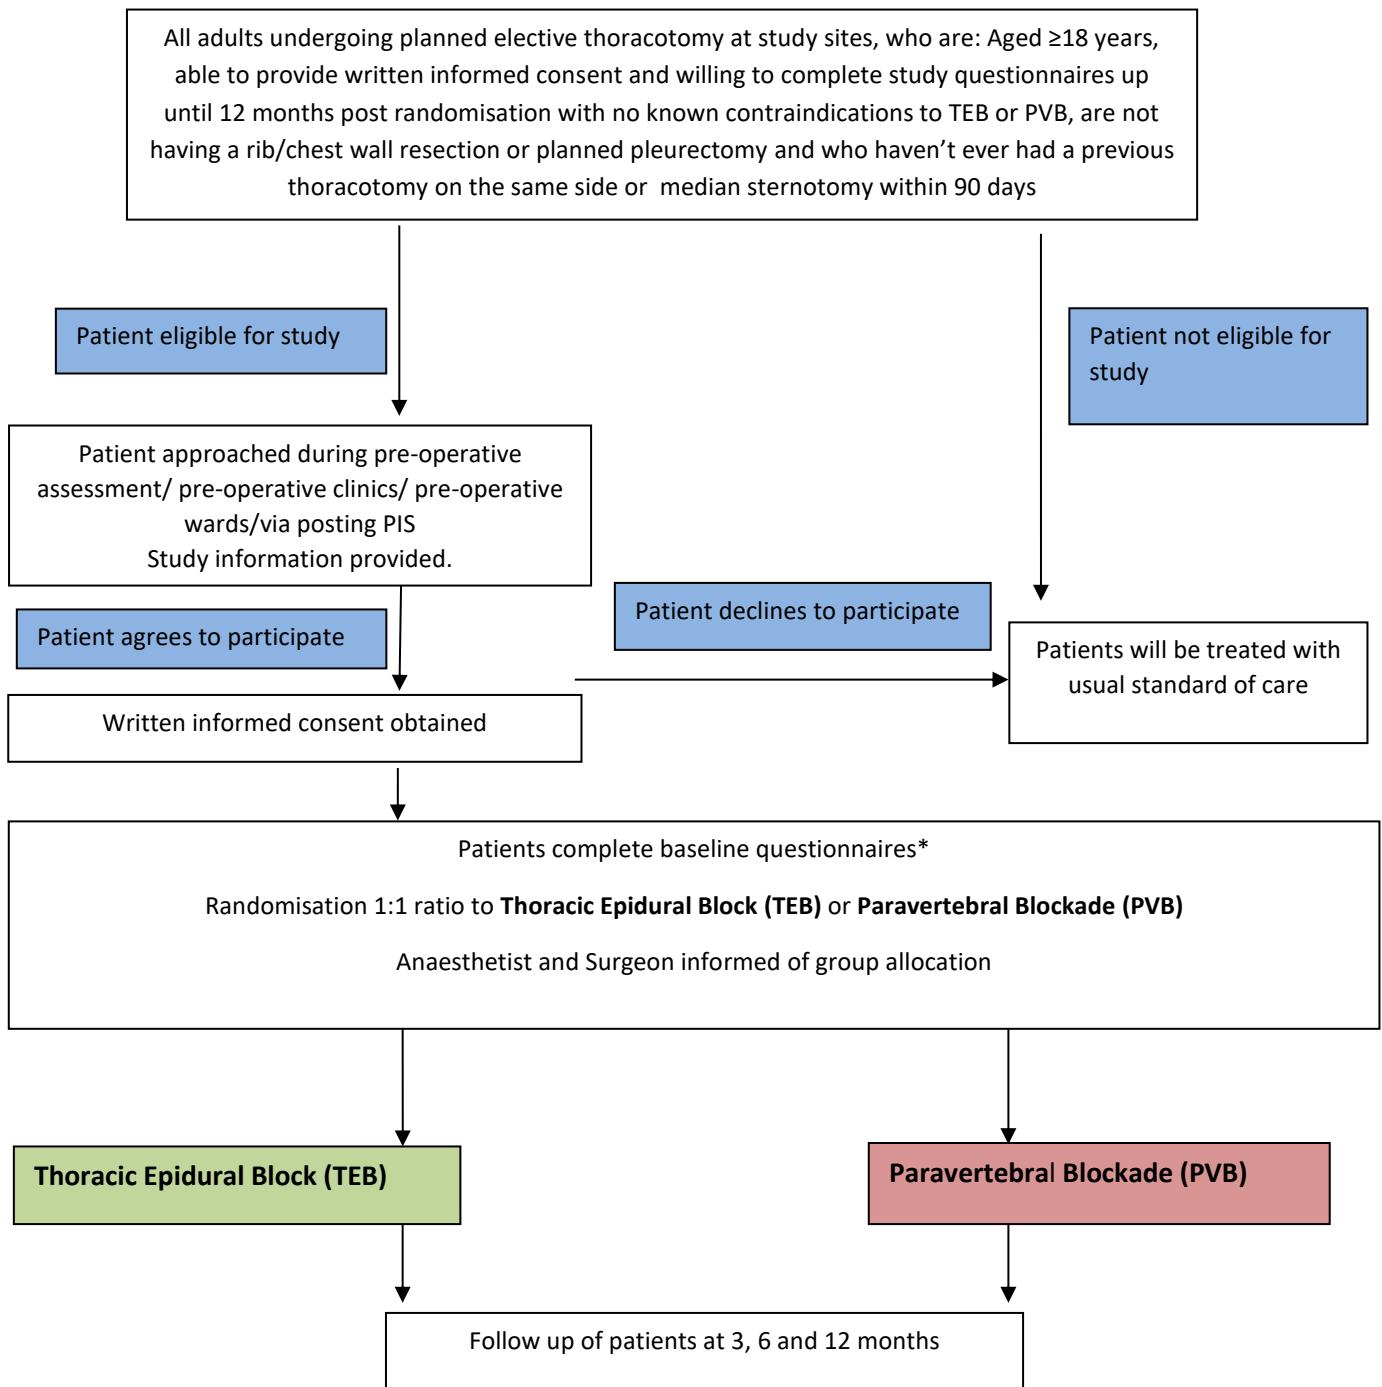 All adults undergoing planned elective thoracotomy at study sites, who are: Aged ≥18 years,
able to provide written informed consent and willing to complete study questionnaires up
until 12 months post randomisation with no known contraindications to TEB or PVB, are not
having a rib/chest wall resection or planned pleurectomy and who haven’t ever had a previous
thoracotomy on the same side or median sternotomy within 90 days
Patient eligible for study
Patient not eligible for
study
Patient approached during pre-operative
assessment/ pre-operative clinics/ pre-operative
wards/via posting PIS
Study information provided.
Patient agrees to participate
Patient declines to participate
Patients will be treated with
usual standard of care
Written informed consent obtained
Patients complete baseline questionnaires*
Randomisation 1:1 ratio to Thoracic Epidural Block (TEB) or Paravertebral Blockade (PVB)
Anaesthetist and Surgeon informed of group allocation
Thoracic Epidural Block (TEB)
Paravertebral Blockade (PVB)
Follow up of patients at 3, 6 and 12 months